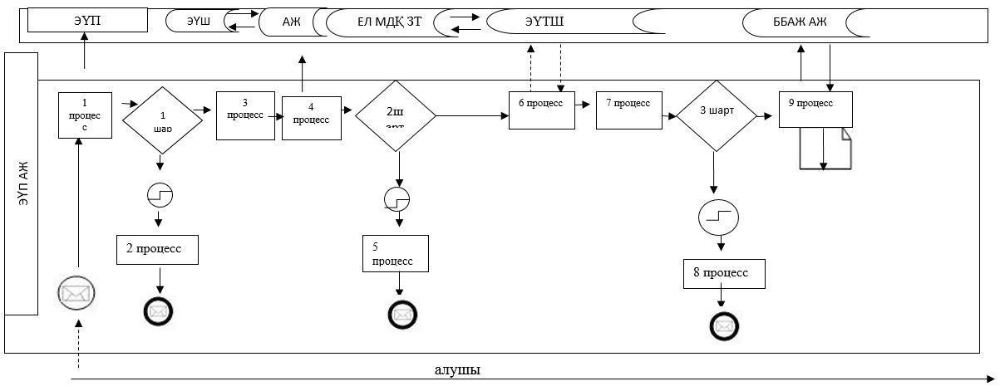 ЭҮП
ЭҮШ
АЖ
ЕЛ МДҚ ЗТ
ЭҮТШ
ББАЖ АЖ
ЭҮП АЖ
1
процес
с
1
шар
3
процесс
4
процесс
2ш
арт
6 процесс
7 процесс
3 шарт
9 процесс
2 процесс
5
процесс
8 процесс
алушы